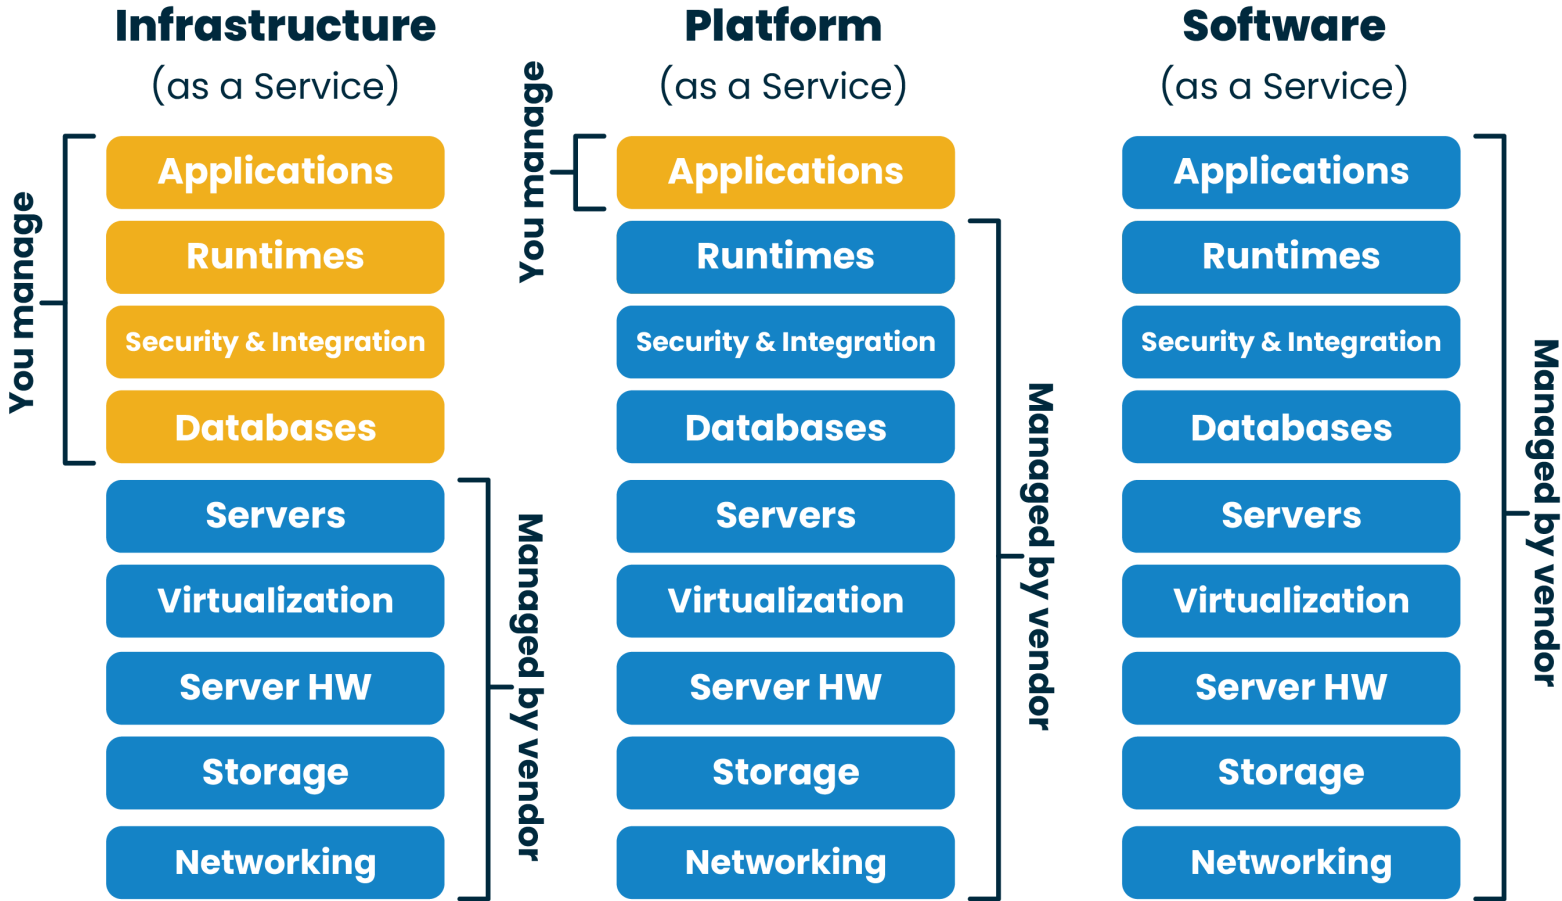 Infrastructure
(as a Service)
You manage
Applications
Runtimes
Security & Integration
Databases
Servers
Virtualization
Server HW
Storage
Networking
Managed by vendor
Platform
(as a Service)
You manage
Applications
Runtimes
Security & Integration
Databases
Servers
Virtualization
Server HW
Storage
Networking
Managed by vendor
Software
(as a Service)
Applications
Runtimes
Security & Integration
Databases
Servers
Virtualization
Server HW
Storage
Networking
Managed by vendor